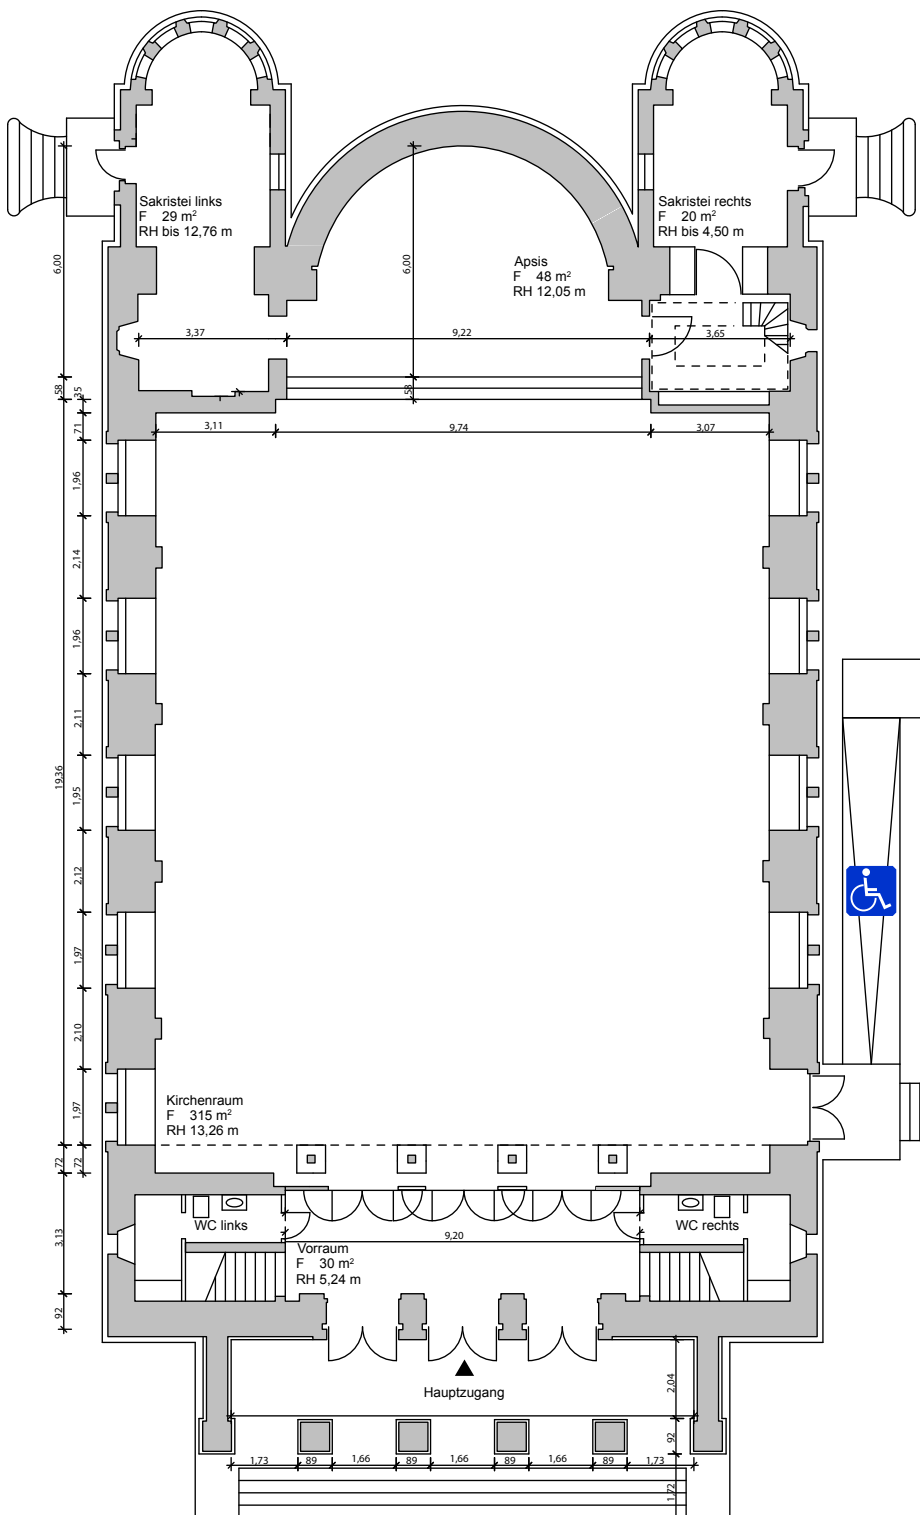 Sakristei links
F 29 m²
RH bis 12,76 m
Sakristei rechts
F 20 m²
RH bis 4,50 m
Apsis
F 48 m²
RH 12,05 m
6,00
6,00
3,37
9,22
3,65
58
35
58
3,11
9,74
3,07
71
1,96
2,14
1,96
2,11
19,36
1,95
2,12
1,97
2,10
1,97
Kirchenraum
F 315 m²
RH 13,26 m
72
72
WC links
WC rechts
9,20
3,13
Vorraum
F 30 m²
RH 5,24 m
92
Hauptzugang
2,04
92
1,73
89
1,66
89
1,66
89
1,66
89
1,73
1,72